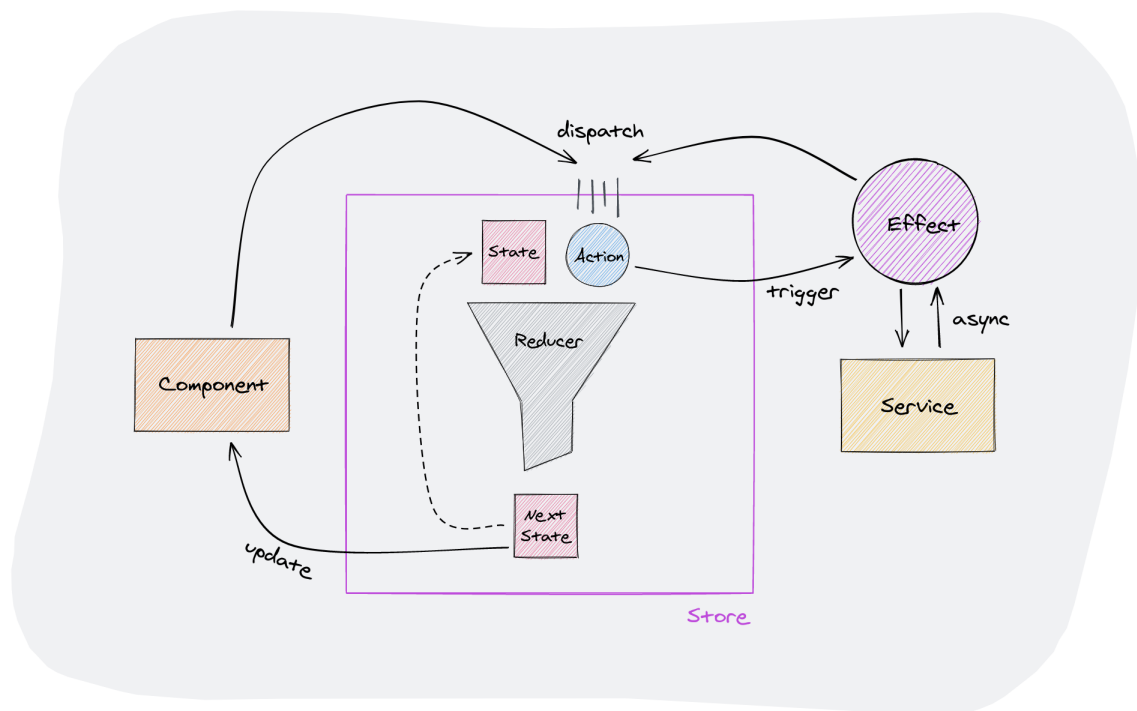 dispatch
State
Action
Effect
trigger
async
Reducer
Component
Service
Next
State
update
Store